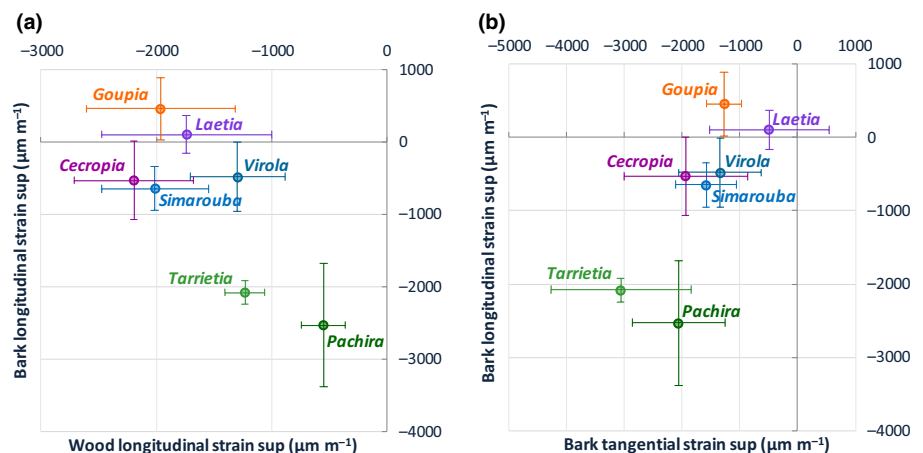 (a)
−3000 −2000 −1000 0
1000
0
−1000
−2000
−3000
−4000
Bark longitudinal strain sup (µm m⁻¹)
Goupia
Laetia
Cecropia
Virola
Simarouba
Tarrietia
Pachira
Wood longitudinal strain sup (µm m⁻¹)
(b)
−5000 −4000 −3000 −2000 −1000 0 1000
1000
0
−1000
−2000
−3000
−4000
Bark longitudinal strain sup (µm m⁻¹)
Goupia
Laetia
Cecropia
Virola
Simarouba
Tarrietia
Pachira
Bark tangential strain sup (µm m⁻¹)